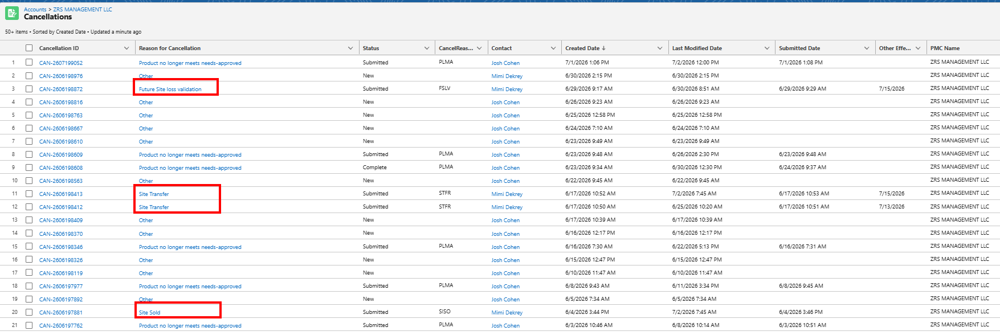 Accounts > ZRS MANAGEMENT LLC
Cancellations
50+ items • Sorted by Created Date • Updated a minute ago
Cancellation ID Reason for Cancellation Status CancelReas... Contact Created Date ↓ Last Modified Date Submitted Date Other Effe... PMC Name
1 CAN-2607199052 Product no longer meets needs-approved Submitted PLMA Josh Cohen 7/1/2026 1:06 PM 7/2/2026 12:00 PM 7/1/2026 1:08 PM ZRS MANAGEMENT LLC
2 CAN-2606198976 Other New Mimi Dekrey 6/30/2026 2:15 PM 6/30/2026 2:15 PM ZRS MANAGEMENT LLC
3 CAN-2606198872 Future Site loss validation Submitted FSLV Mimi Dekrey 6/29/2026 9:17 AM 6/30/2026 8:51 AM 6/29/2026 9:29 AM 7/15/2026 ZRS MANAGEMENT LLC
4 CAN-2606198816 Other New Josh Cohen 6/26/2026 9:23 AM 6/26/2026 9:23 AM ZRS MANAGEMENT LLC
5 CAN-2606198763 Other New Josh Cohen 6/25/2026 12:58 PM 6/25/2026 12:58 PM ZRS MANAGEMENT LLC
6 CAN-2606198667 Other New Josh Cohen 6/24/2026 7:10 AM 6/24/2026 7:10 AM ZRS MANAGEMENT LLC
7 CAN-2606198610 Other New Josh Cohen 6/23/2026 9:49 AM 6/23/2026 9:49 AM ZRS MANAGEMENT LLC
8 CAN-2606198609 Product no longer meets needs-approved Submitted PLMA Josh Cohen 6/23/2026 9:48 AM 6/26/2026 2:30 PM 6/23/2026 9:48 AM ZRS MANAGEMENT LLC
9 CAN-2606198608 Product no longer meets needs-approved Complete PLMA Josh Cohen 6/23/2026 9:34 AM 6/30/2026 12:30 PM 6/24/2026 9:37 AM ZRS MANAGEMENT LLC
10 CAN-2606198563 Other New Josh Cohen 6/22/2026 9:45 AM 6/22/2026 9:45 AM ZRS MANAGEMENT LLC
11 CAN-2606198413 Site Transfer Submitted STFR Mimi Dekrey 6/17/2026 10:52 AM 7/2/2026 7:45 AM 6/17/2026 10:53 AM 7/15/2026 ZRS MANAGEMENT LLC
12 CAN-2606198412 Site Transfer Submitted STFR Mimi Dekrey 6/17/2026 10:50 AM 6/25/2026 10:20 AM 6/17/2026 10:51 AM 7/13/2026 ZRS MANAGEMENT LLC
13 CAN-2606198409 Other New Josh Cohen 6/17/2026 10:39 AM 6/17/2026 10:39 AM ZRS MANAGEMENT LLC
14 CAN-2606198370 Other New Josh Cohen 6/16/2026 12:17 PM 6/16/2026 12:17 PM ZRS MANAGEMENT LLC
15 CAN-2606198346 Product no longer meets needs-approved Submitted PLMA Josh Cohen 6/16/2026 7:30 AM 6/22/2026 5:13 PM 6/16/2026 7:31 AM ZRS MANAGEMENT LLC
16 CAN-2606198326 Other New Josh Cohen 6/15/2026 12:47 PM 6/15/2026 12:47 PM ZRS MANAGEMENT LLC
17 CAN-2606198119 Other New Josh Cohen 6/10/2026 11:47 AM 6/10/2026 11:47 AM ZRS MANAGEMENT LLC
18 CAN-2606197977 Product no longer meets needs-approved Submitted PLMA Josh Cohen 6/8/2026 9:43 AM 6/11/2026 3:34 PM 6/8/2026 9:45 AM ZRS MANAGEMENT LLC
19 CAN-2606197892 Other New Josh Cohen 6/5/2026 7:34 AM 6/5/2026 7:34 AM ZRS MANAGEMENT LLC
20 CAN-2606197881 Site Sold Submitted SISO Mimi Dekrey 6/4/2026 3:44 PM 7/2/2026 7:45 AM 6/4/2026 3:46 PM ZRS MANAGEMENT LLC
21 CAN-2606197762 Product no longer meets needs-approved Submitted PLMA Josh Cohen 6/3/2026 10:46 AM 6/8/2026 10:14 AM 6/3/2026 10:51 AM ZRS MANAGEMENT LLC